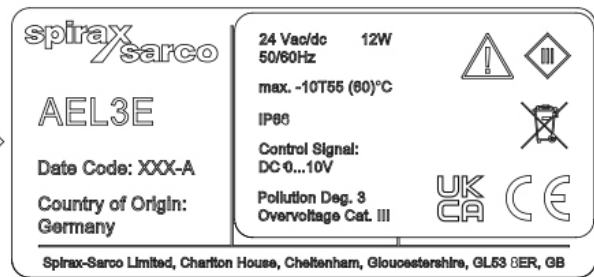 spirax
sarco
AEL3E
Date Code: XXX-A
Country of Origin:
Germany
24 Vac/dc 12W
50/60Hz
max. -10T55 (60)°C
IP66
Control Signal:
DC 0...10V
Pollution Deg. 3
Overvoltage Cat. III
III
UK
CA
CE
Spirax-Sarco Limited, Charlton House, Cheltenham, Gloucestershire, GL53 8ER, GB